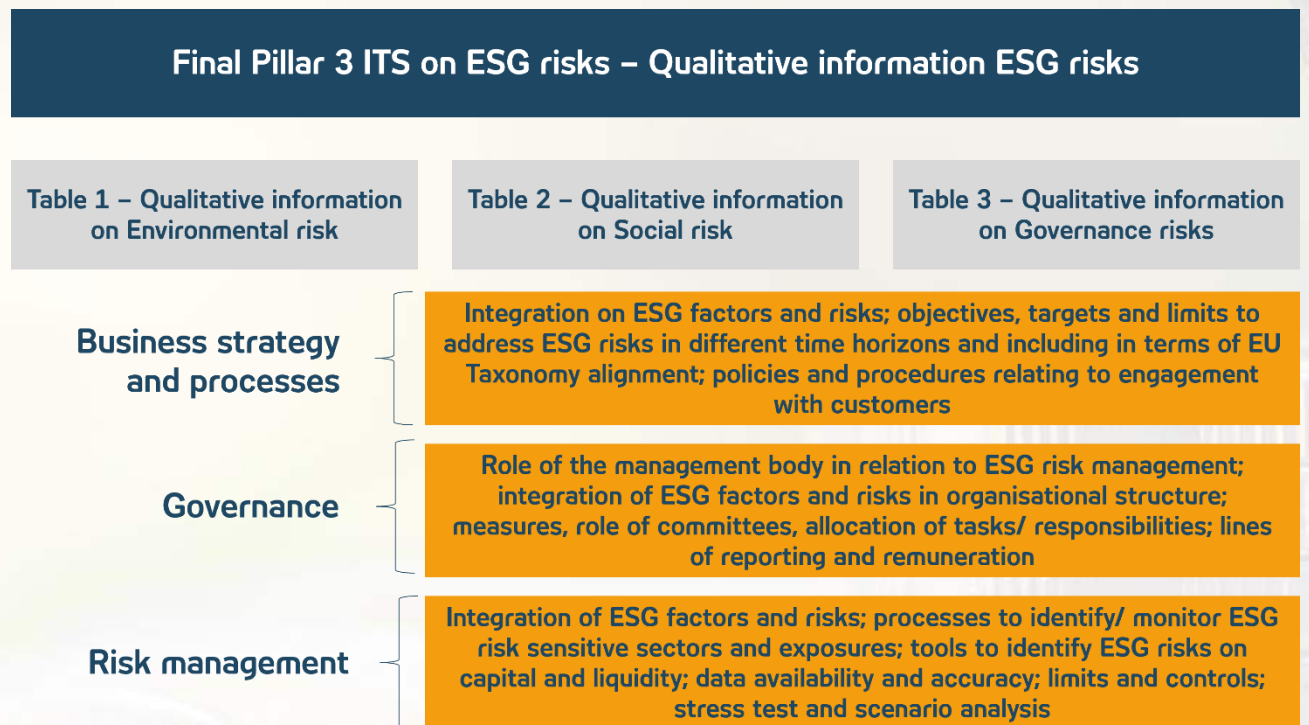 Final Pillar 3 ITS on ESG risks – Qualitative information ESG risks
Table 1 – Qualitative information
on Environmental risk
Table 2 – Qualitative information
on Social risk
Table 3 – Qualitative information
on Governance risks
Business strategy
and processes
Integration on ESG factors and risks; objectives, targets and limits to
address ESG risks in different time horizons and including in terms of EU
Taxonomy alignment; policies and procedures relating to engagement
with customers
Governance
Role of the management body in relation to ESG risk management;
integration of ESG factors and risks in organisational structure;
measures, role of committees, allocation of tasks/ responsibilities; lines
of reporting and remuneration
Risk management
Integration of ESG factors and risks; processes to identify/ monitor ESG
risk sensitive sectors and exposures; tools to identify ESG risks on
capital and liquidity; data availability and accuracy; limits and controls;
stress test and scenario analysis